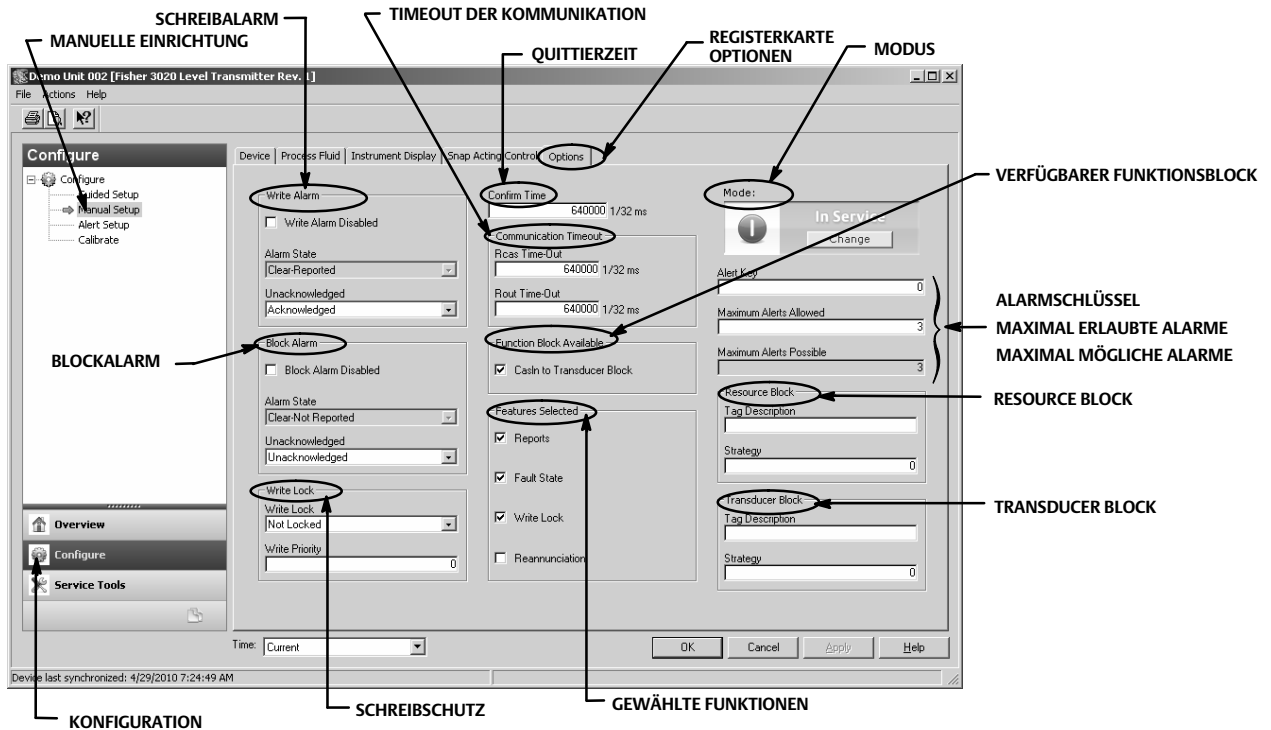 SCHREIBALARM
TIMEOUT DER KOMMUNIKATION
MANUELLE EINRICHTUNG
QUITTIERZEIT
REGISTERKARTE
OPTIONEN
MODUS
Demo Unit 002 [Fisher 3020 Level Transmitter Rev. 1]
File Actions Help
Configure
Configure
Guided Setup
Manual Setup
Alert Setup
Calibrate
Overview
Configure
Service Tools
Device Process Fluid Instrument Display Snap Acting Control Options
Write Alarm
Write Alarm Disabled
Alarm State
Clear-Reported
Unacknowledged
Acknowledged
Block Alarm
Block Alarm Disabled
Alarm State
Clear-Not Reported
Unacknowledged
Unacknowledged
Write Lock
Write Lock
Not Locked
Write Priority
0
Confirm Time
640000 1/32 ms
Communication Timeout
Rcas Time-Out
640000 1/32 ms
Rout Time-Out
640000 1/32 ms
Function Block Available
CasIn to Transducer Block
Features Selected
Reports
Fault State
Write Lock
Reannunciation
Mode:
In Service
Change
Alert Key
0
Maximum Alerts Allowed
3
Maximum Alerts Possible
3
Resource Block
Tag Description
Strategy
0
Transducer Block
Tag Description
Strategy
0
Time: Current
OK Cancel Apply Help
Device last synchronized: 4/29/2010 7:24:49 AM
VERFÜGBARER FUNKTIONSBLOCK
ALARMSCHLÜSSEL
MAXIMAL ERLAUBTE ALARME
MAXIMAL MÖGLICHE ALARME
RESOURCE BLOCK
TRANSDUCER BLOCK
BLOCKALARM
KONFIGURATION
SCHREIBSCHUTZ
GEWÄHLTE FUNKTIONEN